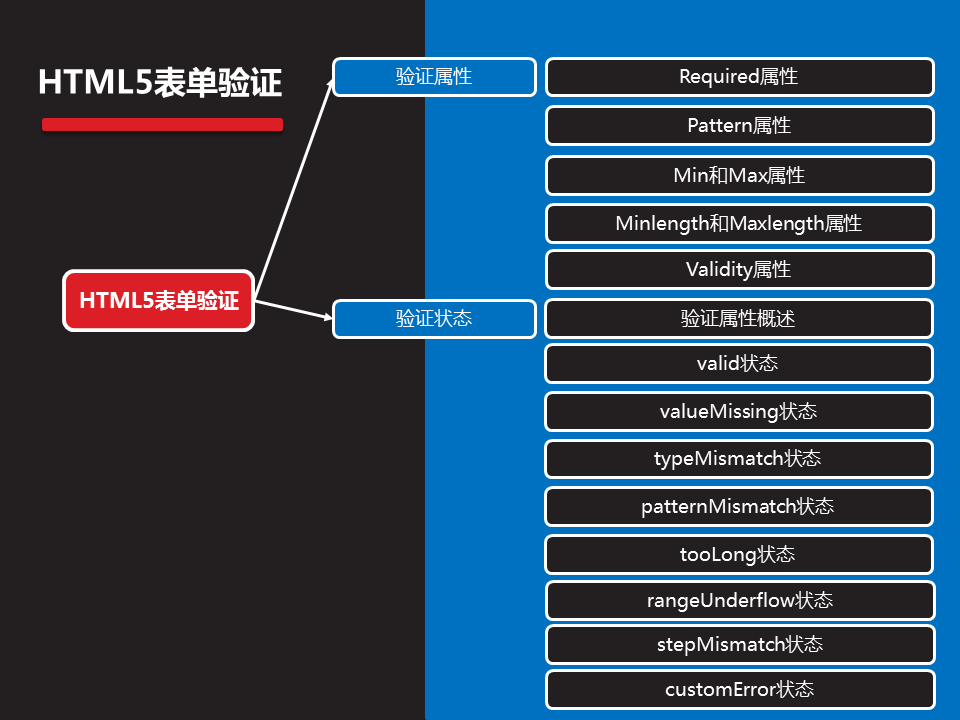 HTML5表单验证
HTML5表单验证
验证属性
Required属性
Pattern属性
Min和Max属性
Minlength和Maxlength属性
Validity属性
验证状态
验证属性概述
valid状态
valueMissing状态
typeMismatch状态
patternMismatch状态
tooLong状态
rangeUnderflow状态
stepMismatch状态
customError状态